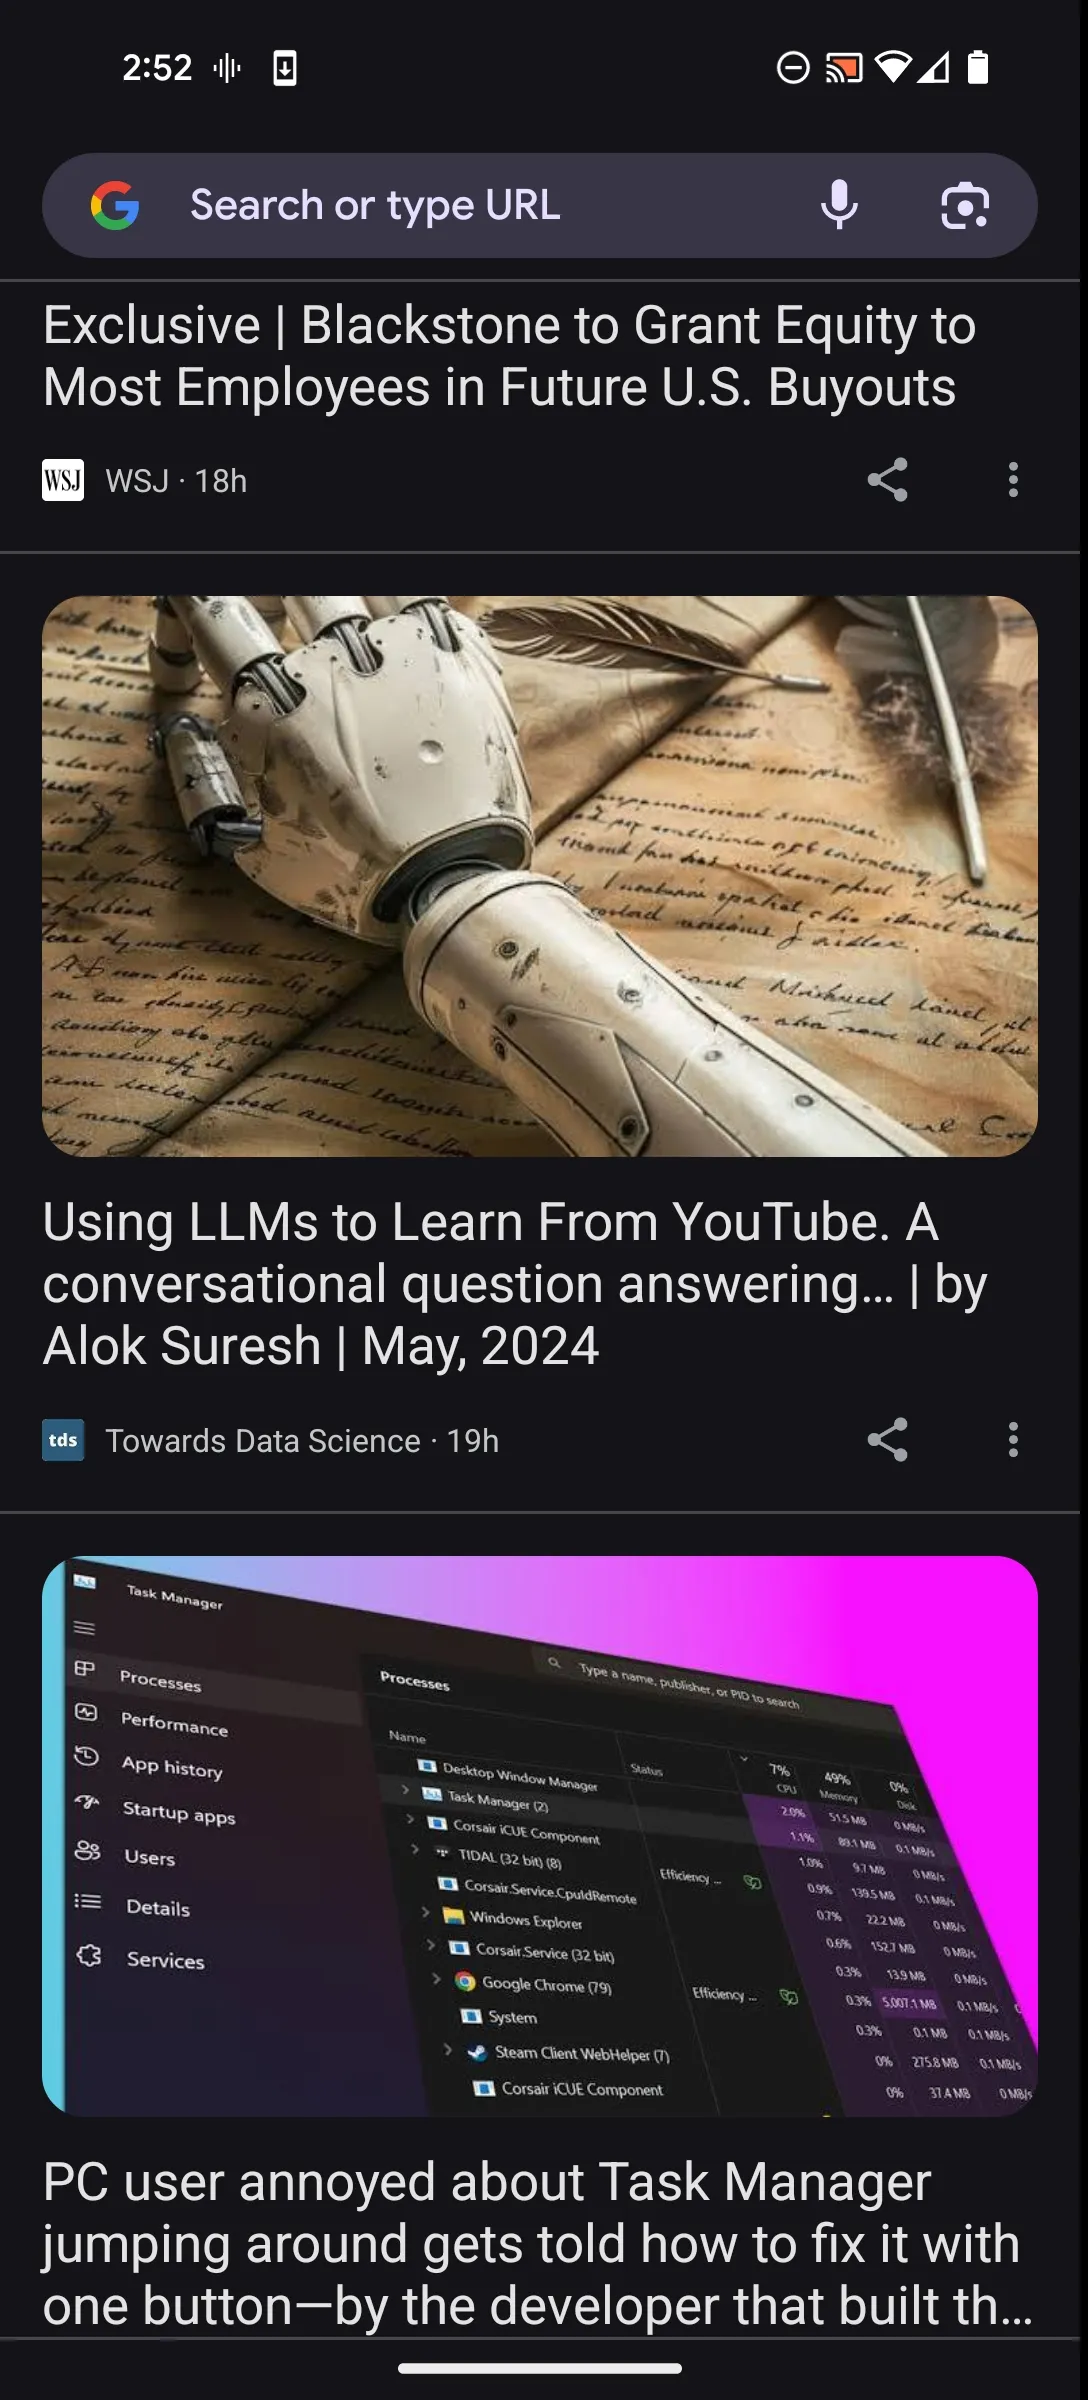 2:52
Search or type URL
Exclusive | Blackstone to Grant Equity to
Most Employees in Future U.S. Buyouts
WSJ WSJ · 18h
Using LLMs to Learn From YouTube. A
conversational question answering… | by
Alok Suresh | May, 2024
tds Towards Data Science · 19h
Task Manager
Type a name, publisher, or PID to search
Processes
Performance
App history
Startup apps
Users
Details
Services
Processes
Name Status 7% CPU 49% Memory 0% Disk
Desktop Window Manager 2.0% 51.5 MB 0 MB/s
Task Manager (2) 1.1% 89.1 MB 0.1 MB/s
Corsair iCUE Component 1.0% 9.7 MB 0 MB/s
TIDAL (32 bit) (8) Efficiency ... 0.9% 139.5 MB 0.1 MB/s
Corsair.Service.CpuIdRemote 0.7% 22.2 MB 0 MB/s
Windows Explorer 0.6% 152.7 MB 0 MB/s
Corsair.Service (32 bit) 0.3% 13.9 MB 0 MB/s
Google Chrome (79) Efficiency ... 0.3% 5,007.1 MB 0.1 MB/s
System 0.3% 0.1 MB 0.1 MB/s
Steam Client WebHelper (7) 0% 275.8 MB 0.1 MB/s
Corsair iCUE Component 0% 37.4 MB 0 MB/s
PC user annoyed about Task Manager
jumping around gets told how to fix it with
one button—by the developer that built th…